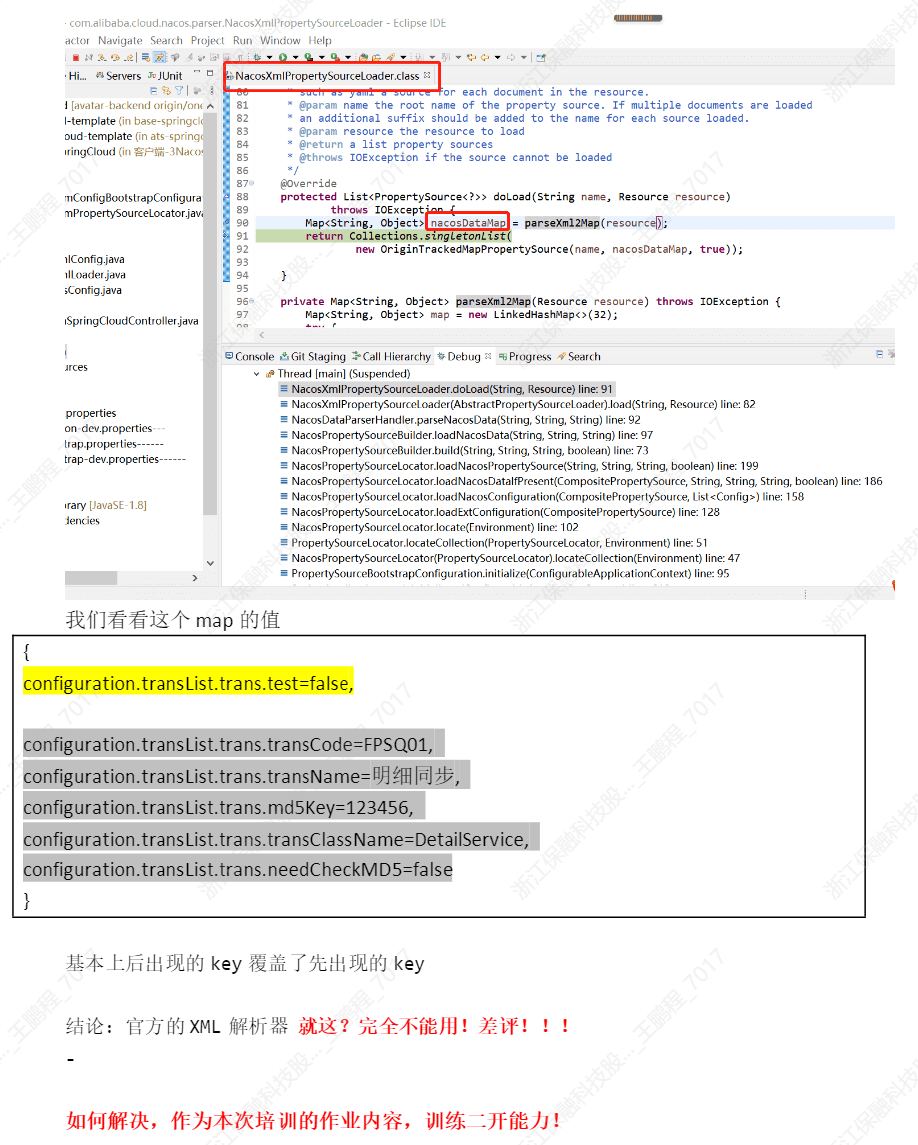 - com.alibaba.cloud.nacos.parser.NacosXmlPropertySourceLoader - Eclipse IDE
actor Navigate Search Project Run Window Help
Hi... Servers JUnit
NacosXmlPropertySourceLoader.class
d [avatar-backend origin/one
l-template (in base-springclo
oud-template (in ats-springc
oringCloud (in 客户端-3Nacos
mConfigBootstrapConfigurat
mPropertySourceLocator.java
nlConfig.java
nlLoader.java
sConfig.java
sSpringCloudController.java
urces
properties
on-dev.properties---
trap.properties------
trap-dev.properties------
rary [JavaSE-1.8]
dencies
80 * such as yaml a source for each document in the resource.
81 * @param name the root name of the property source. If multiple documents are loaded
82 * an additional suffix should be added to the name for each source loaded.
83 * @param resource the resource to load
84 * @return a list property sources
85 * @throws IOException if the source cannot be loaded
86 */
87 @Override
88 protected List<PropertySource<?>> doLoad(String name, Resource resource)
89 throws IOException {
90 Map<String, Object> nacosDataMap = parseXml2Map(resource);
91 return Collections.singletonList(
92 new OriginTrackedMapPropertySource(name, nacosDataMap, true));
93
94 }
95
96 private Map<String, Object> parseXml2Map(Resource resource) throws IOException {
97 Map<String, Object> map = new LinkedHashMap<>(32);
98 try {
Console Git Staging Call Hierarchy Debug Progress Search
Thread [main] (Suspended)
NacosXmlPropertySourceLoader.doLoad(String, Resource) line: 91
NacosXmlPropertySourceLoader(AbstractPropertySourceLoader).load(String, Resource) line: 82
NacosDataParserHandler.parseNacosData(String, String, String) line: 92
NacosPropertySourceBuilder.loadNacosData(String, String, String) line: 97
NacosPropertySourceBuilder.build(String, String, String, boolean) line: 73
NacosPropertySourceLocator.loadNacosPropertySource(String, String, String, boolean) line: 199
NacosPropertySourceLocator.loadNacosDataIfPresent(CompositePropertySource, String, String, String, boolean) line: 186
NacosPropertySourceLocator.loadNacosConfiguration(CompositePropertySource, List<Config>) line: 158
NacosPropertySourceLocator.loadExtConfiguration(CompositePropertySource) line: 128
NacosPropertySourceLocator.locate(Environment) line: 102
PropertySourceLocator.locateCollection(PropertySourceLocator, Environment) line: 51
NacosPropertySourceLocator(PropertySourceLocator).locateCollection(Environment) line: 47
PropertySourceBootstrapConfiguration.initialize(ConfigurableApplicationContext) line: 95
我们看看这个 map 的值
{
configuration.transList.trans.test=false,
configuration.transList.trans.transCode=FPSQ01,
configuration.transList.trans.transName=明细同步,
configuration.transList.trans.md5Key=123456,
configuration.transList.trans.transClassName=DetailService,
configuration.transList.trans.needCheckMD5=false
}
基本上后出现的 key 覆盖了先出现的 key
结论：官方的 XML 解析器 就这？完全不能用！差评！！！
-
如何解决，作为本次培训的作业内容，训练二开能力！
浙江保融科技股... _王鹏程_7017